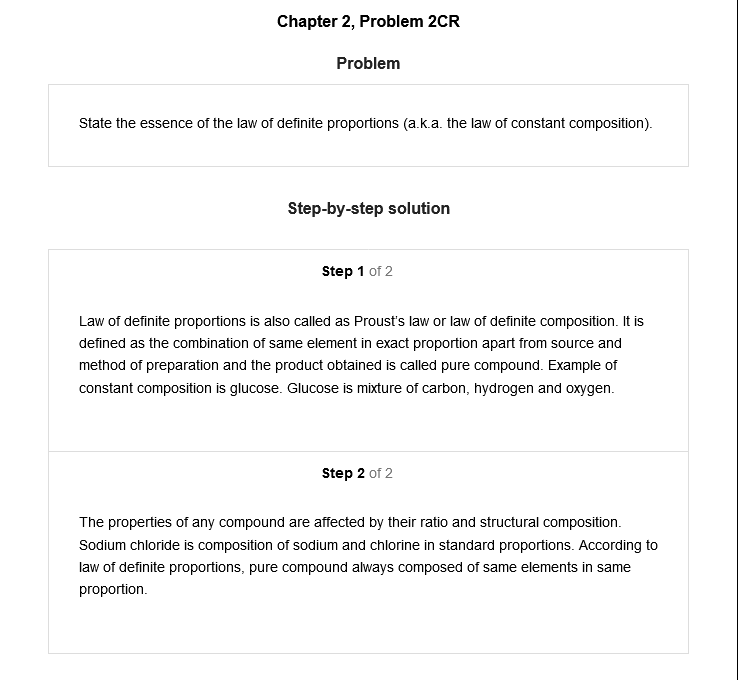 Chapter 2, Problem 2CR
Problem
State the essence of the law of definite proportions (a.k.a. the law of constant composition).
Step-by-step solution
Step 1 of 2
Law of definite proportions is also called as Proust's law or law of definite composition. It is
defined as the combination of same element in exact proportion apart from source and
method of preparation and the product obtained is called pure compound. Example of
constant composition is glucose. Glucose is mixture of carbon, hydrogen and oxygen.
Step 2 of 2
The properties of any compound are affected by their ratio and structural composition.
Sodium chloride is composition of sodium and chlorine in standard proportions. According to
law of definite proportions, pure compound always composed of same elements in same
proportion.